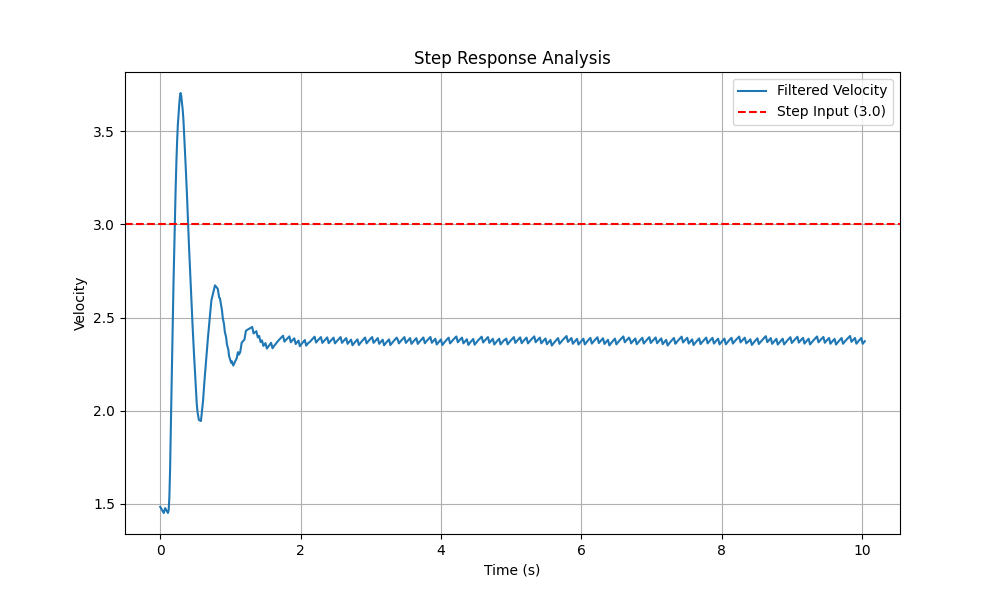 Step Response Analysis
Filtered Velocity
Step Input (3.0)
Velocity
3.5
3.0
2.5
2.0
1.5
0 2 4 6 8 10
Time (s)